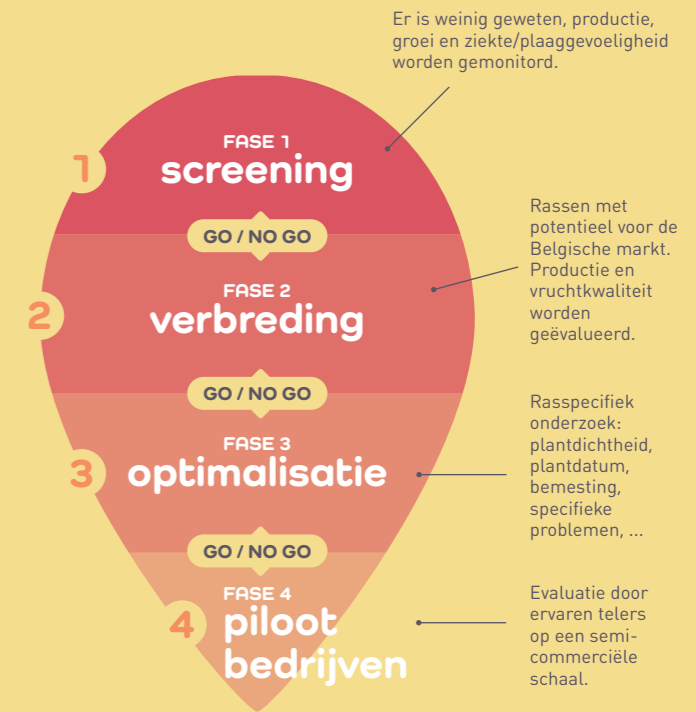 Er is weinig geweten, productie,
groei en ziekte/plaaggevoeligheid
worden gemonitord.
1
FASE 1
screening
GO / NO GO
Rassen met
potentieel voor de
Belgische markt.
Productie en
vruchtkwaliteit
worden
geëvalueerd.
2
FASE 2
verbreding
GO / NO GO
Rasspecifiek
onderzoek:
plantdichtheid,
plantdatum,
bemesting,
specifieke
problemen, ...
3
FASE 3
optimalisatie
GO / NO GO
Evaluatie door
ervaren telers
op een semi-
commerciële
schaal.
4
FASE 4
piloot
bedrijven